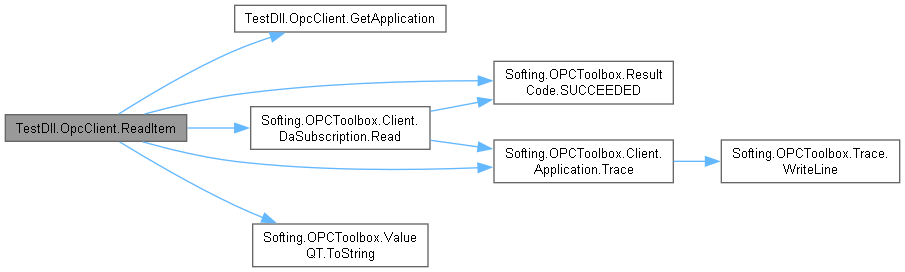 TestDll.OpcClient.GetApplication
Softing.OPCToolbox.Result
Code.SUCCEEDED
TestDll.OpcClient.ReadItem
Softing.OPCToolbox.Client.
DaSubscription.Read
Softing.OPCToolbox.Client.
Application.Trace
Softing.OPCToolbox.Trace.
WriteLine
Softing.OPCToolbox.Value
QT.ToString